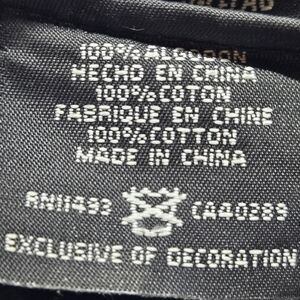 100% ALGODON
HECHO EN CHINA
100% COTON
FABRIQUE EN CHINE
100% COTTON
MADE IN CHINA
RN11433 CA40289
EXCLUSIVE OF DECORATION